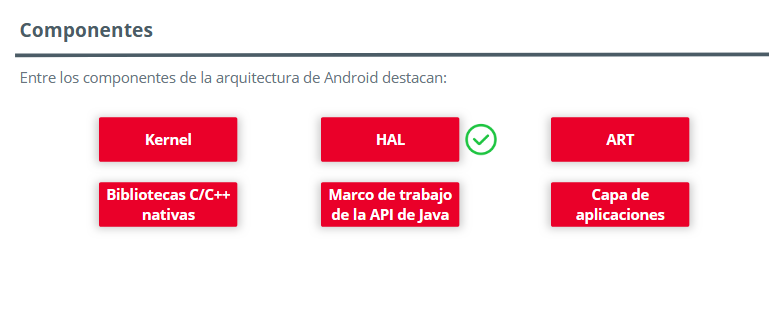 Componentes
Entre los componentes de la arquitectura de Android destacan:
Kernel
HAL
ART
Bibliotecas C/C++
nativas
Marco de trabajo
de la API de Java
Capa de
aplicaciones